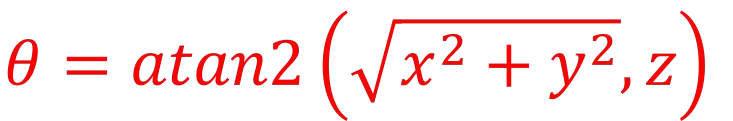 θ = atan2(√(x² + y²), z)